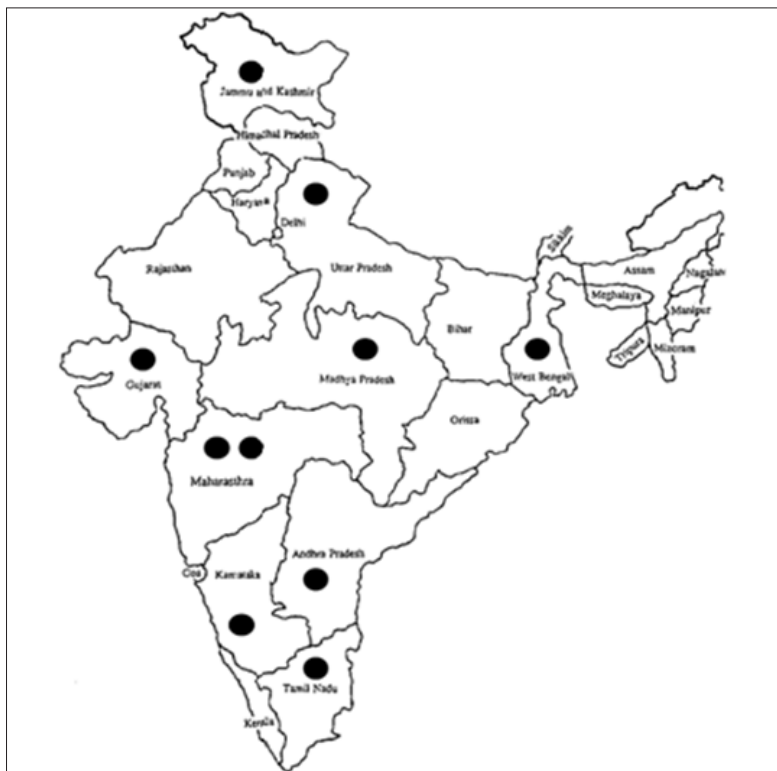 Jammu and Kashmir
Himachal Pradesh
Punjab
Haryana
Delhi
Sikkim
Rajasthan
Uttar Pradesh
Assam
Nagaland
Meghalaya
Manipur
Bihar
Tripura
Mizoram
Gujarat
Madhya Pradesh
West Bengal
Orissa
Maharasthra
Andhra Pradesh
Goa
Karnataka
Tamil Nadu
Kerala